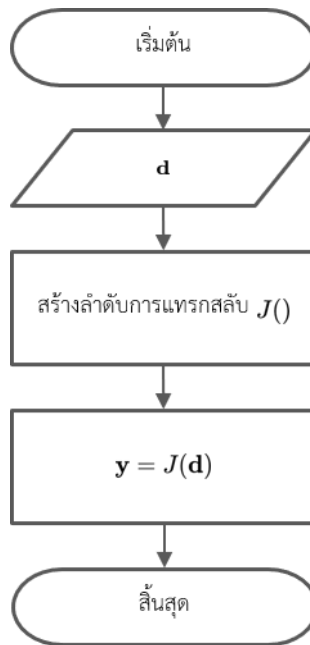 เริ่มต้น
d
สร้างลำดับการแทรกสลับ J()
y = J(d)
สิ้นสุด